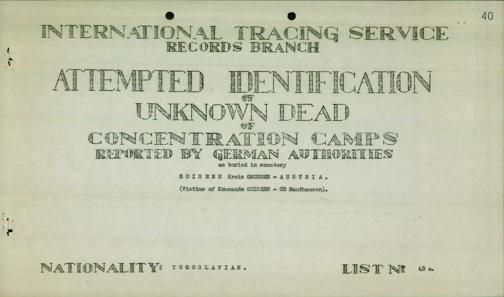 40
INTERNATIONAL TRACING SERVICE
RECORDS BRANCH
ATTEMPTED IDENTIFICATION
OF
UNKNOWN DEAD
OF
CONCENTRATION CAMPS
REPORTED BY GERMAN AUTHORITIES
as buried in cemetery
GOISERN Kreis GMUNDEN - AUSTRIA.
(Victims of Kommando GOISERN - CC Mauthausen).
NATIONALITY: YUGOSLAVIAN. LIST Nº 48 a.